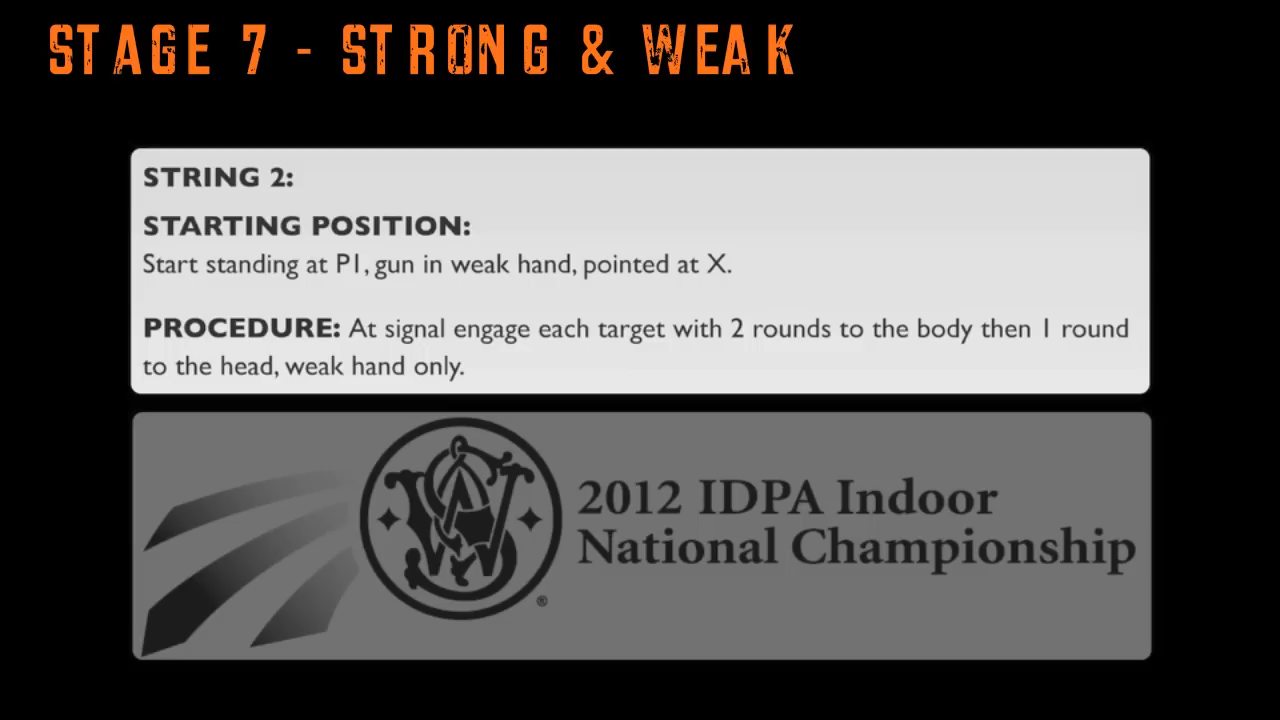 STAGE 7 - STRONG & WEAK
STRING 2:
STARTING POSITION:
Start standing at P1, gun in weak hand, pointed at X.
PROCEDURE: At signal engage each target with 2 rounds to the body then 1 round
to the head, weak hand only.
2012 IDPA Indoor
National Championship
®